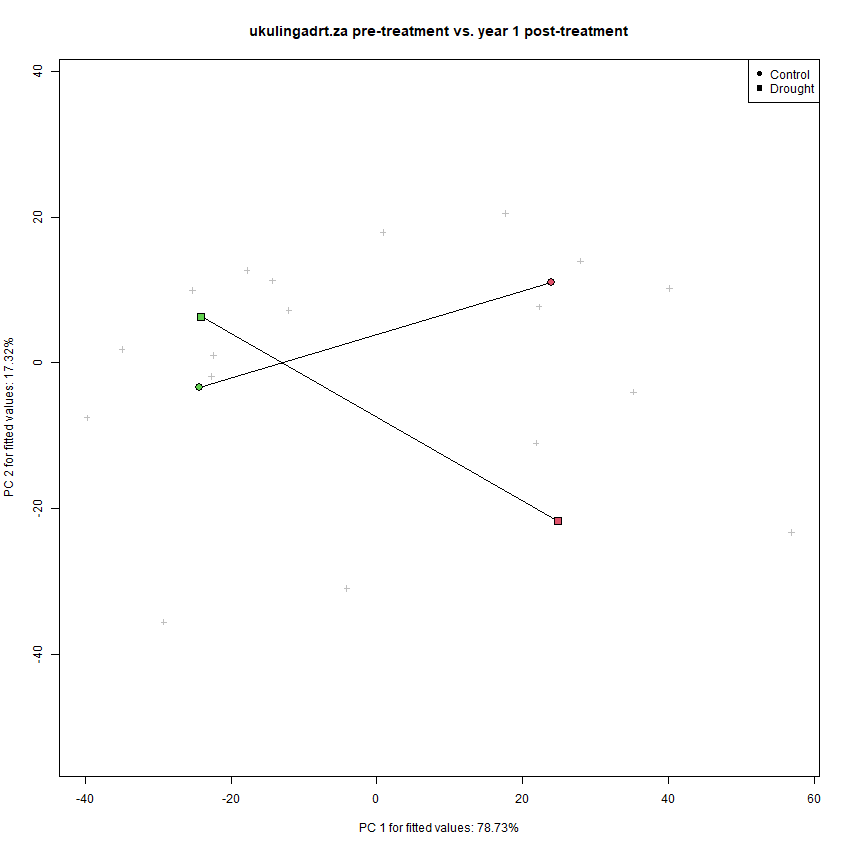 ukulingadrt.za pre-treatment vs. year 1 post-treatment
Control
Drought
PC 2 for fitted values: 17.32%
40
20
0
-20
-40
-40
-20
0
20
40
60
PC 1 for fitted values: 78.73%